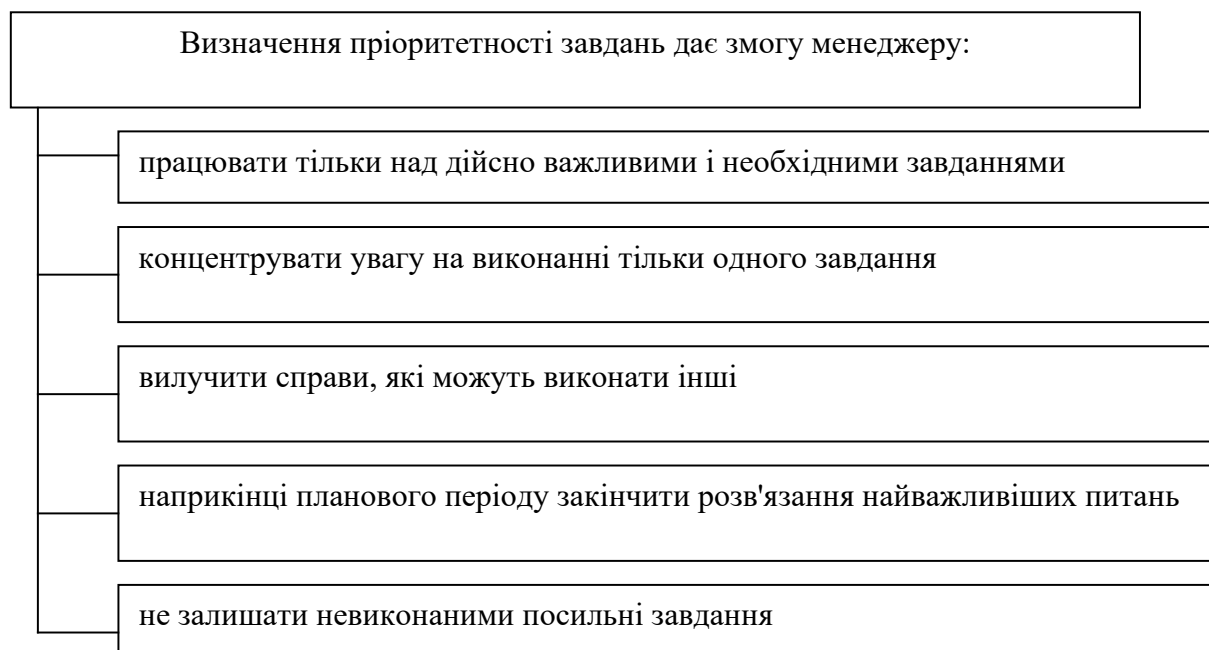 Визначення пріоритетності завдань дає змогу менеджеру:
працювати тільки над дійсно важливими і необхідними завданнями
концентрувати увагу на виконанні тільки одного завдання
вилучити справи, які можуть виконати інші
наприкінці планового періоду закінчити розв'язання найважливіших питань
не залишати невиконаними посильні завдання